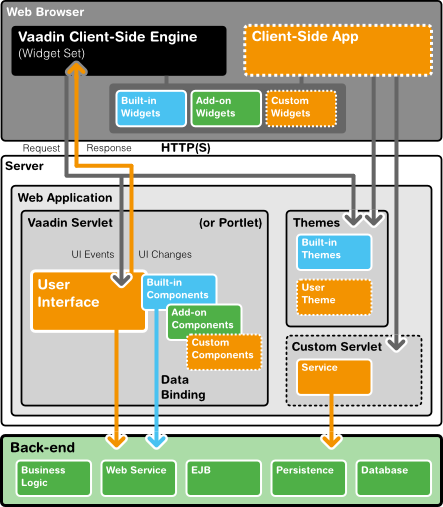 Web Browser
Vaadin Client-Side Engine
(Widget Set)
Client-Side App
Built-in
Widgets
Add-on
Widgets
Custom
Widgets
Request
Response
HTTP(S)
Server
Web Application
Vaadin Servlet
(or Portlet)
UI Events
UI Changes
User
Interface
Built-in
Components
Add-on
Components
Custom
Components
Data
Binding
Themes
Built-in
Themes
User
Theme
Custom Servlet
Service
Back-end
Business
Logic
Web Service
EJB
Persistence
Database